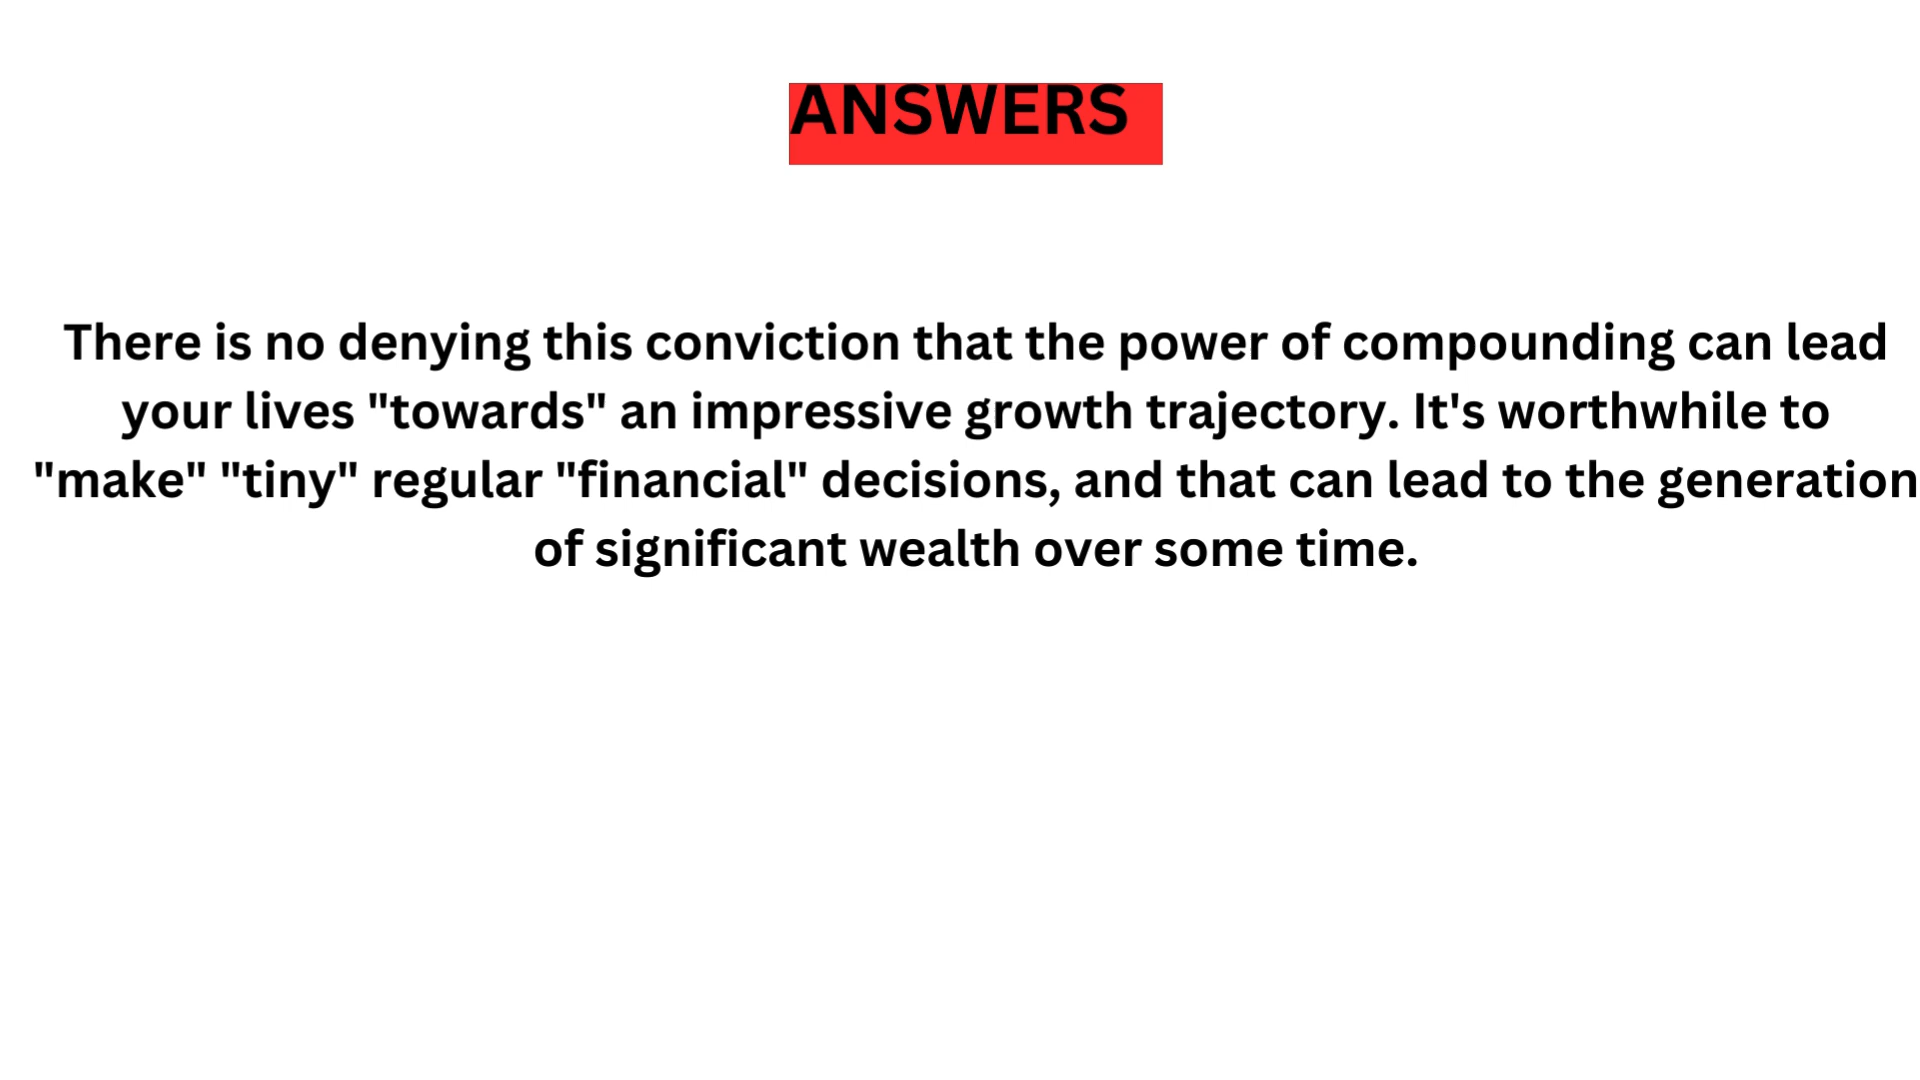 ANSWERS
There is no denying this conviction that the power of compounding can lead
your lives "towards" an impressive growth trajectory. It's worthwhile to
"make" "tiny" regular "financial" decisions, and that can lead to the generation
of significant wealth over some time.